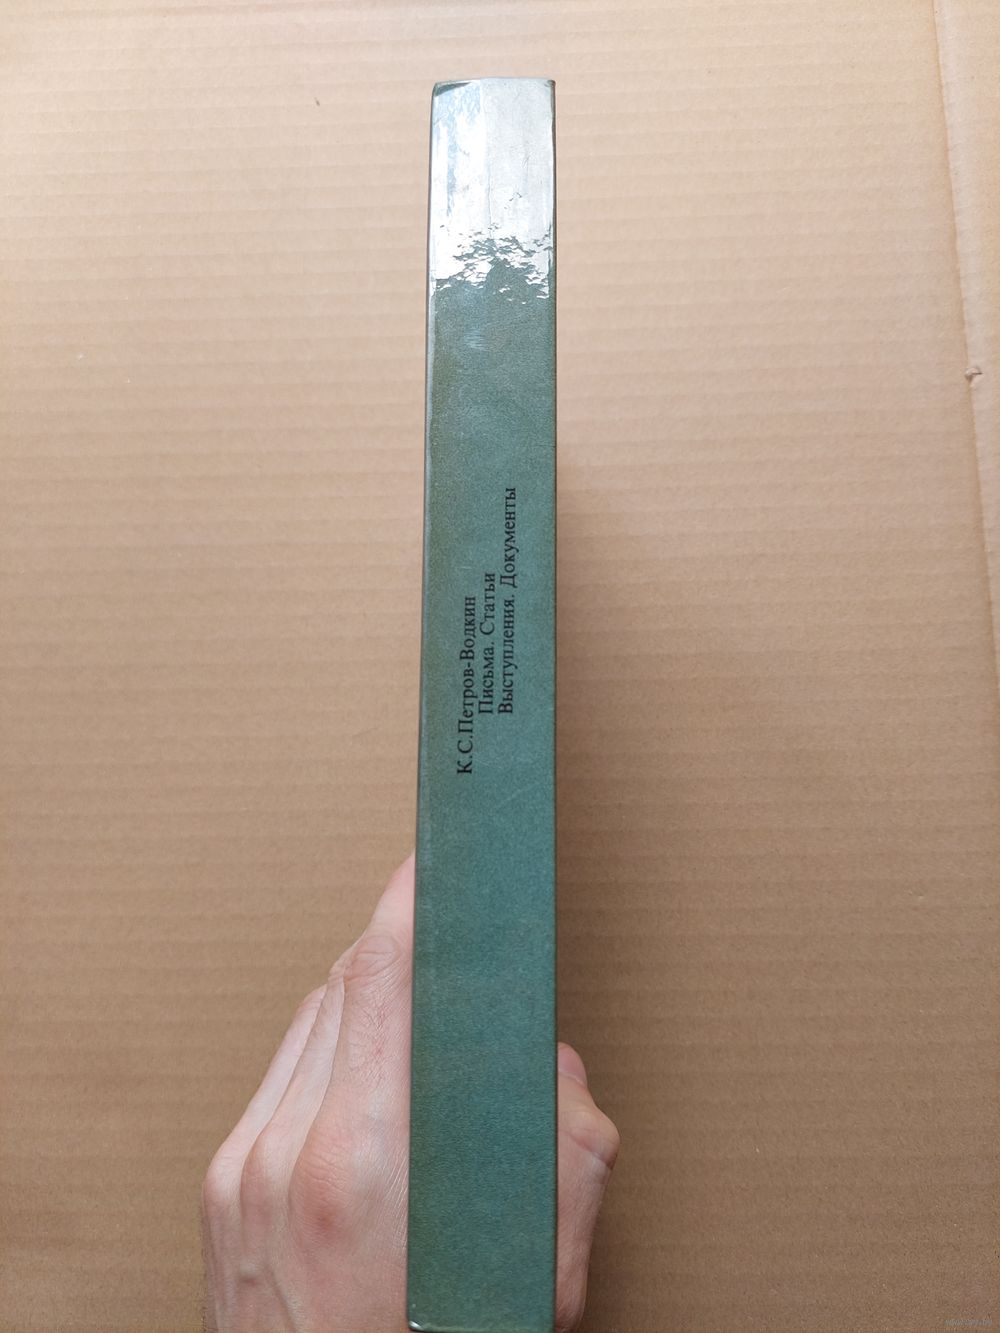 К.С.Петров-Водкин
Письма. Статьи
Выступления. Документы